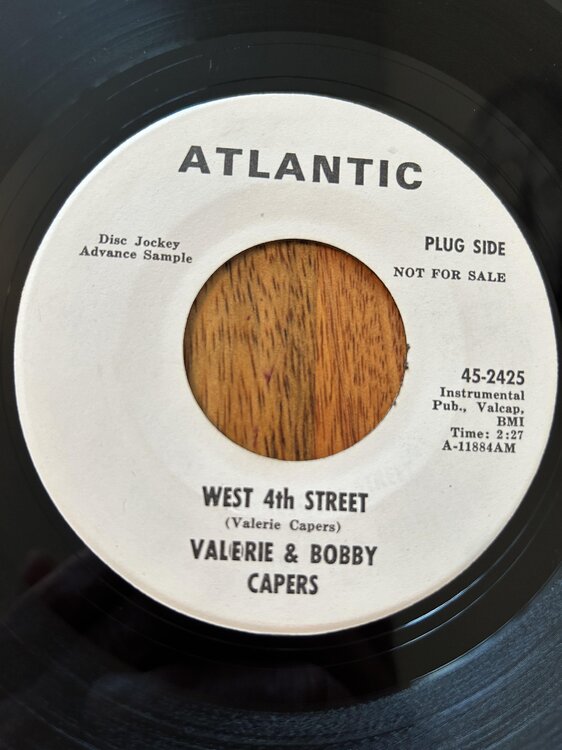 ATLANTIC
Disc Jockey
Advance Sample
PLUG SIDE
NOT FOR SALE
45-2425
Instrumental
Pub., Valcap,
BMI
Time: 2:27
A-11884AM
WEST 4th STREET
(Valerie Capers)
VALERIE & BOBBY
CAPERS